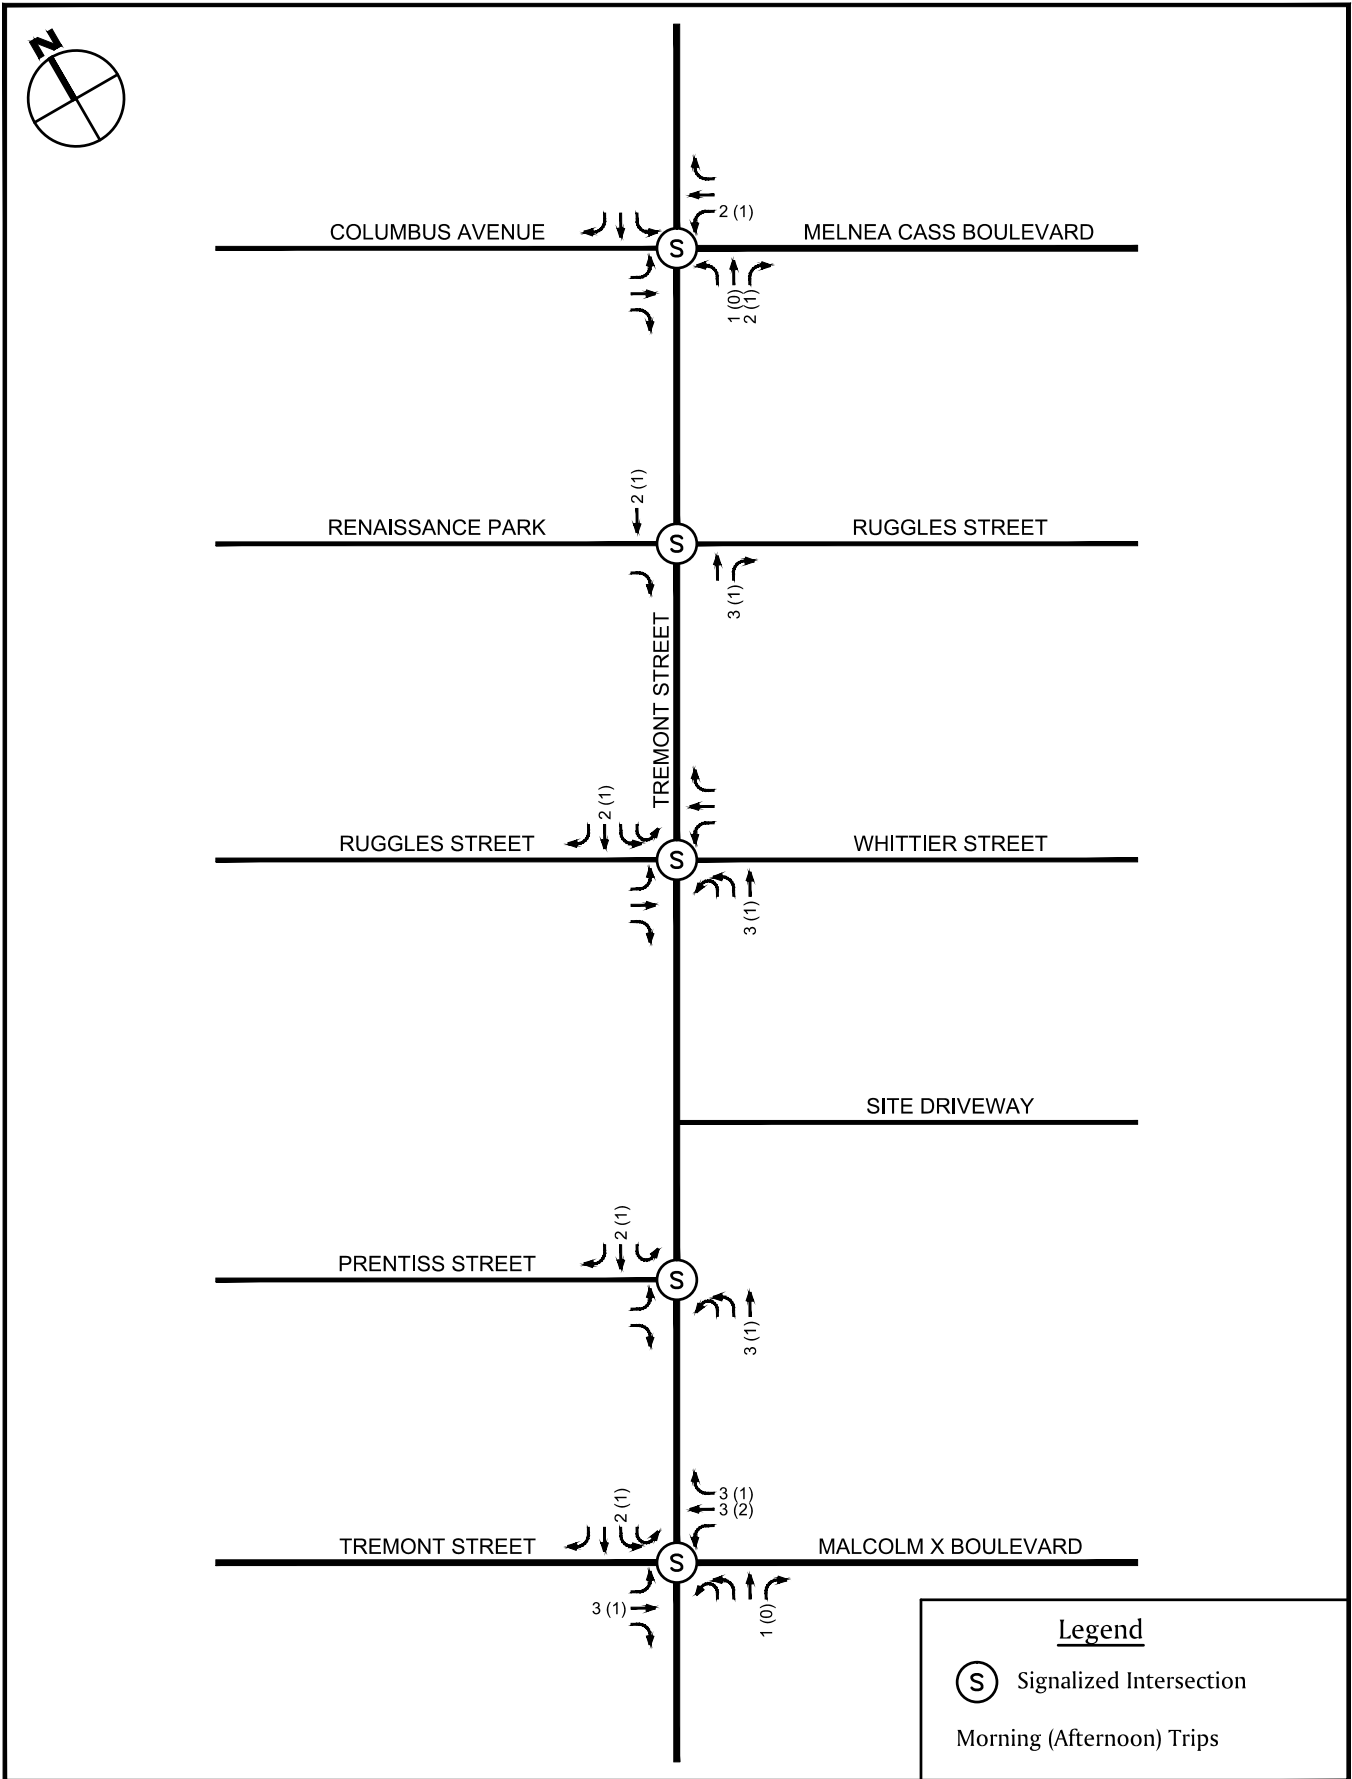 N
2 (1)
COLUMBUS AVENUE
MELNEA CASS BOULEVARD
S
1 (0)
2 (1)
2 (1)
RENAISSANCE PARK
RUGGLES STREET
S
3 (1)
TREMONT STREET
2 (1)
RUGGLES STREET
WHITTIER STREET
S
3 (1)
SITE DRIVEWAY
2 (1)
PRENTISS STREET
S
3 (1)
2 (1)
3 (1)
3 (2)
TREMONT STREET
MALCOLM X BOULEVARD
S
3 (1)
1 (0)
Legend
S Signalized Intersection
Morning (Afternoon) Trips